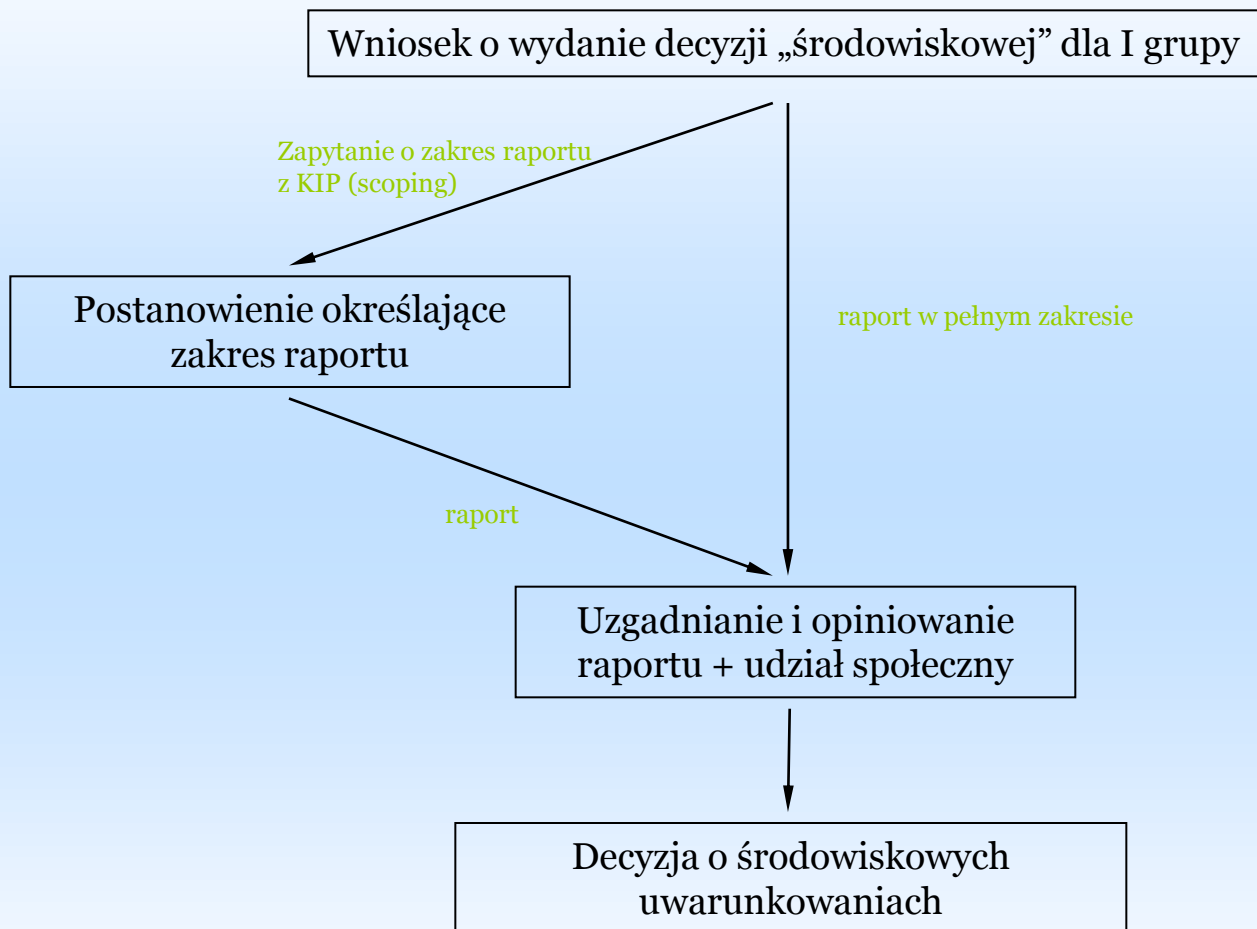 Wniosek o wydanie decyzji „środowiskowej” dla I grupy
Zapytanie o zakres raportu
z KIP (scoping)
Postanowienie określające
zakres raportu
raport w pełnym zakresie
raport
Uzgadnianie i opiniowanie
raportu + udział społeczny
Decyzja o środowiskowych
uwarunkowaniach